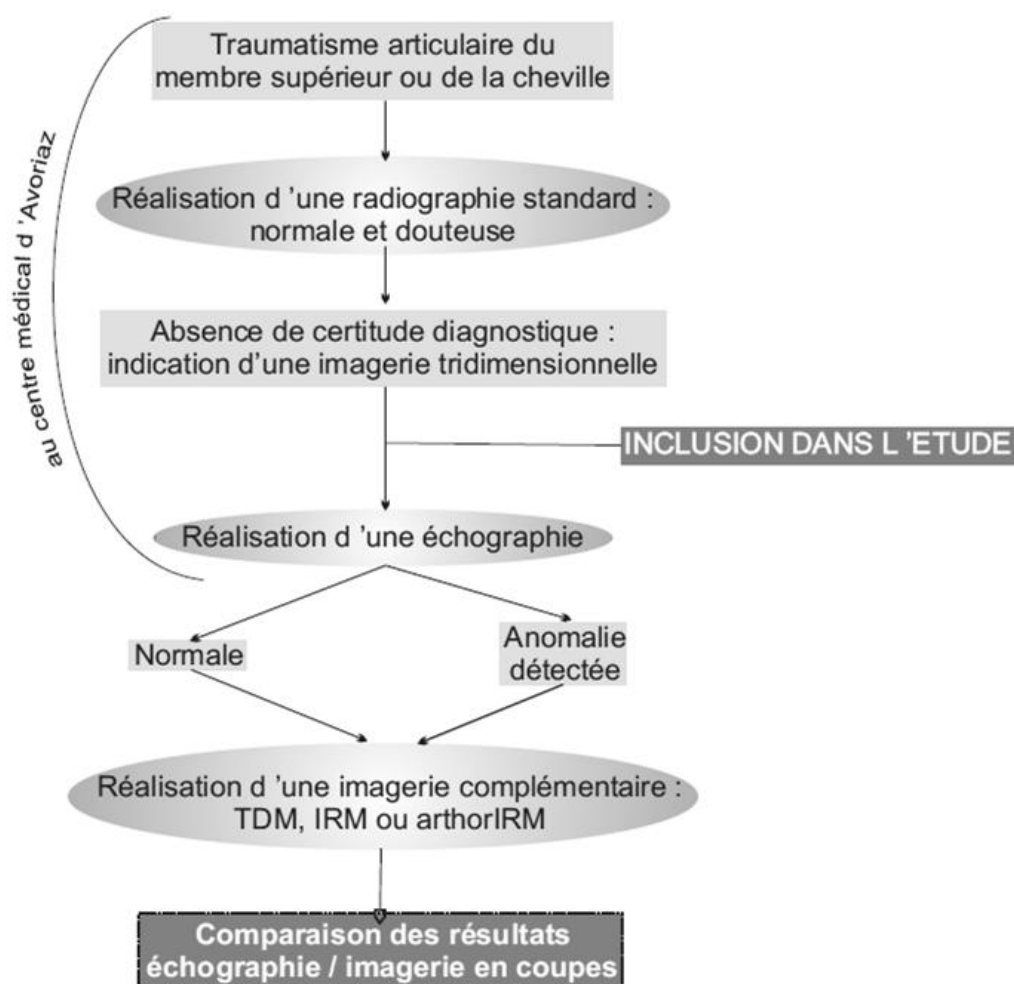 Traumatisme articulaire du
membre supérieur ou de la cheville
au centre médical d ’Avoriaz
Réalisation d ’une radiographie standard :
normale et douteuse
Absence de certitude diagnostique :
indication d’une imagerie tridimensionnelle
INCLUSION DANS L ’ETUDE
Réalisation d ’une échographie
Normale
Anomalie
détectée
Réalisation d ’une imagerie complémentaire :
TDM, IRM ou arthorIRM
Comparaison des résultats
échographie / imagerie en coupes